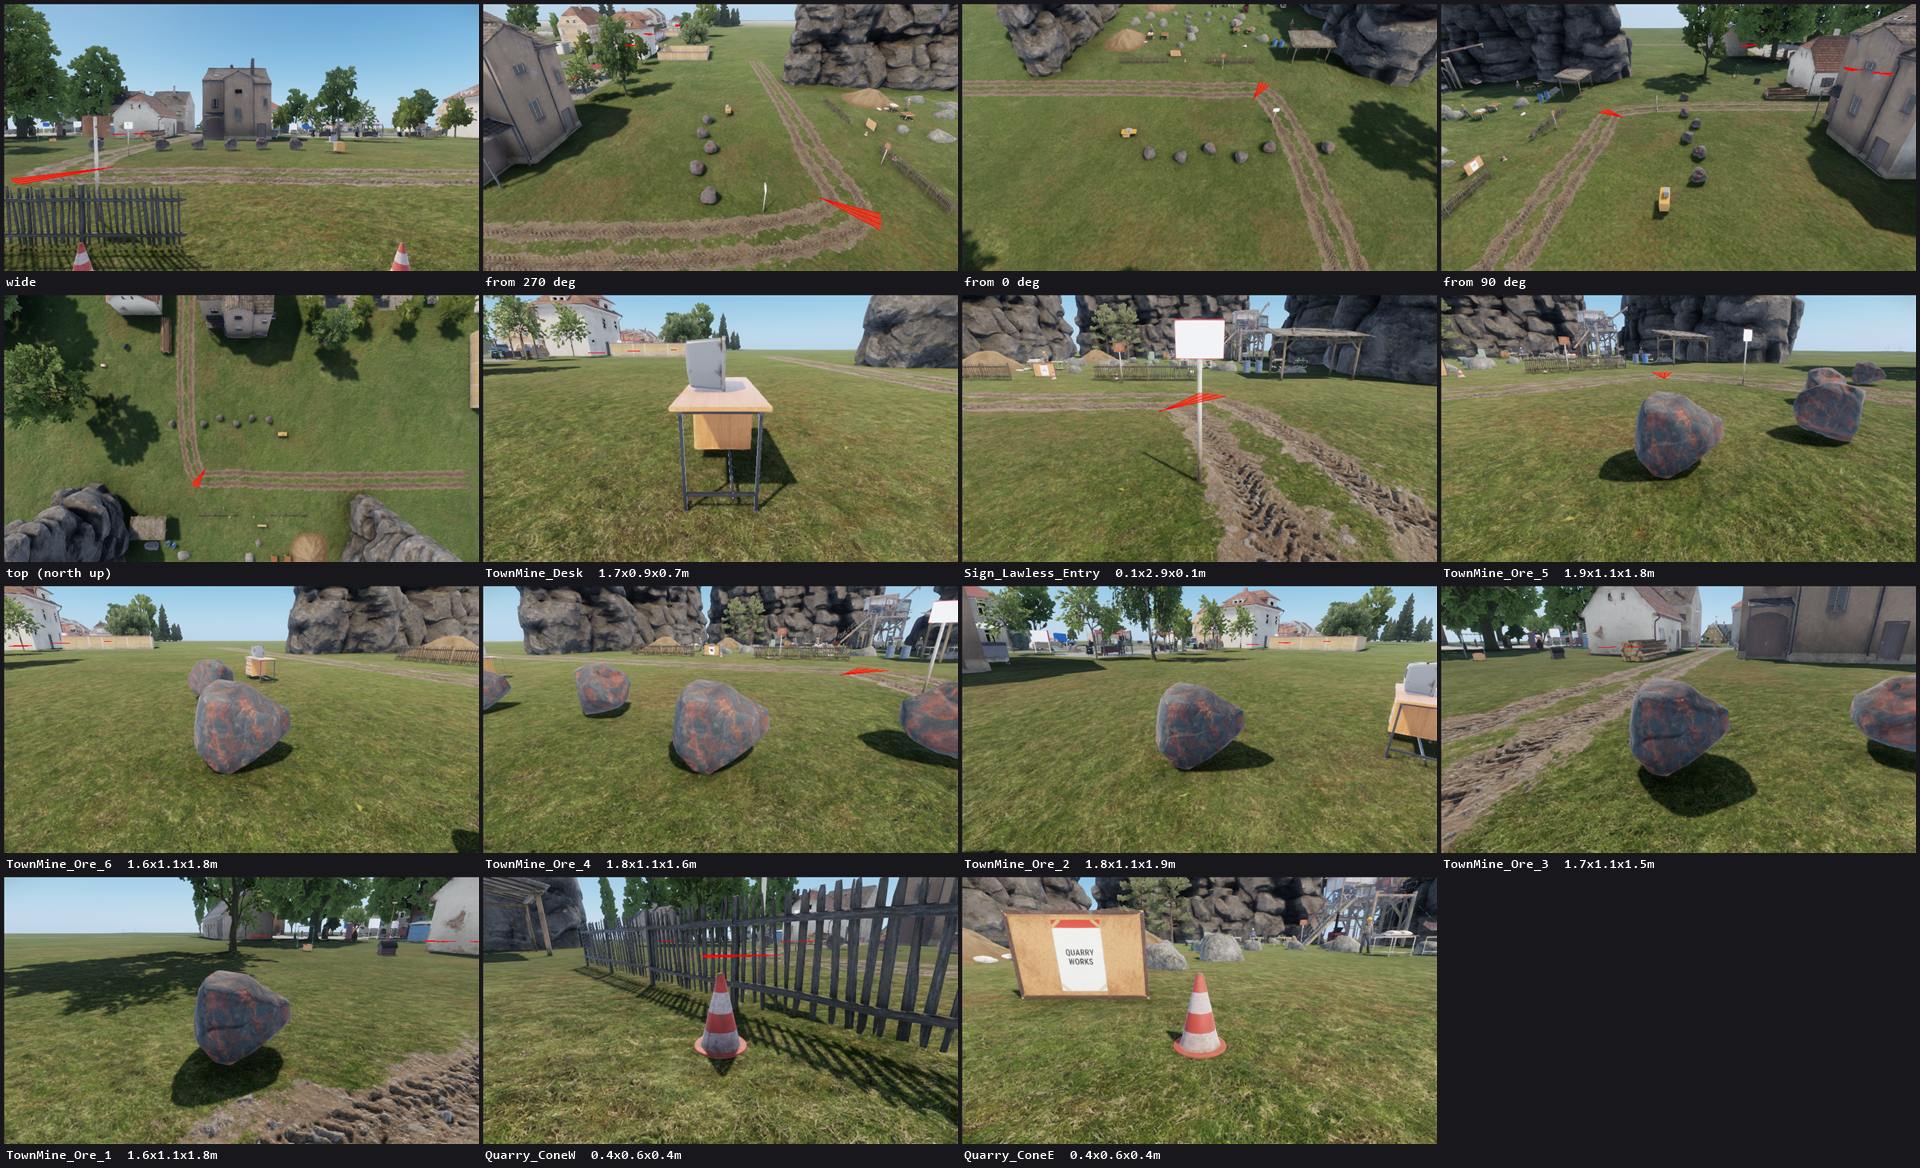 wide
from 270 deg
from 0 deg
from 90 deg
top (north up)
TownMine_Desk 1.7x0.9x0.7m
Sign_Lawless_Entry 0.1x2.9x0.1m
TownMine_Ore_5 1.9x1.1x1.8m
TownMine_Ore_6 1.6x1.1x1.8m
TownMine_Ore_4 1.8x1.1x1.6m
TownMine_Ore_2 1.8x1.1x1.9m
TownMine_Ore_3 1.7x1.1x1.5m
QUARRY
WORKS
TownMine_Ore_1 1.6x1.1x1.8m
Quarry_ConeW 0.4x0.6x0.4m
Quarry_ConeE 0.4x0.6x0.4m